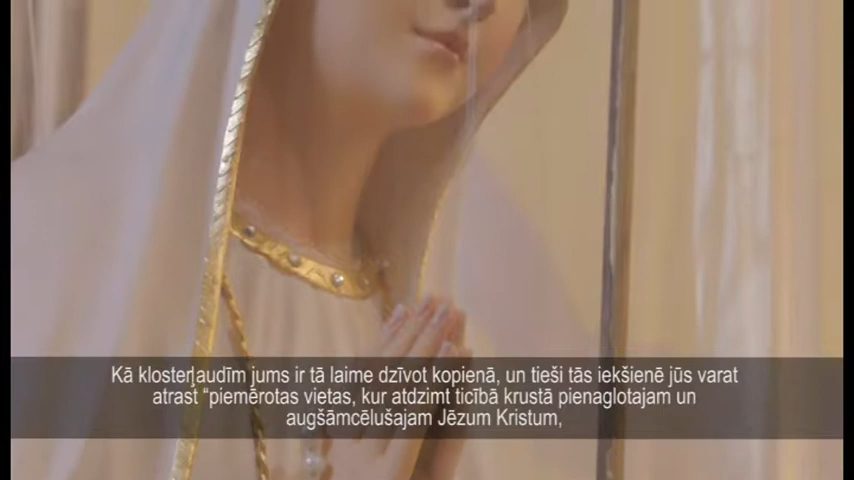 Kā klosterļaudīm jums ir tā laime dzīvot kopienā, un tieši tās iekšienē jūs varat
atrast “piemērotas vietas, kur atdzimt ticībā krustā pienaglotajam un
augšāmcēlušajam Jēzum Kristum,